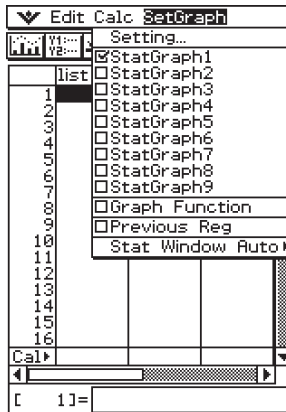 Edit Calc SetGraph
Y1:
Y2:
Setting...
StatGraph1
StatGraph2
StatGraph3
StatGraph4
StatGraph5
StatGraph6
StatGraph7
StatGraph8
StatGraph9
Graph Function
Previous Reg
Stat Window Auto
list
1
2
3
4
5
6
7
8
9
10
11
12
13
14
15
16
Cal
[ 1]=